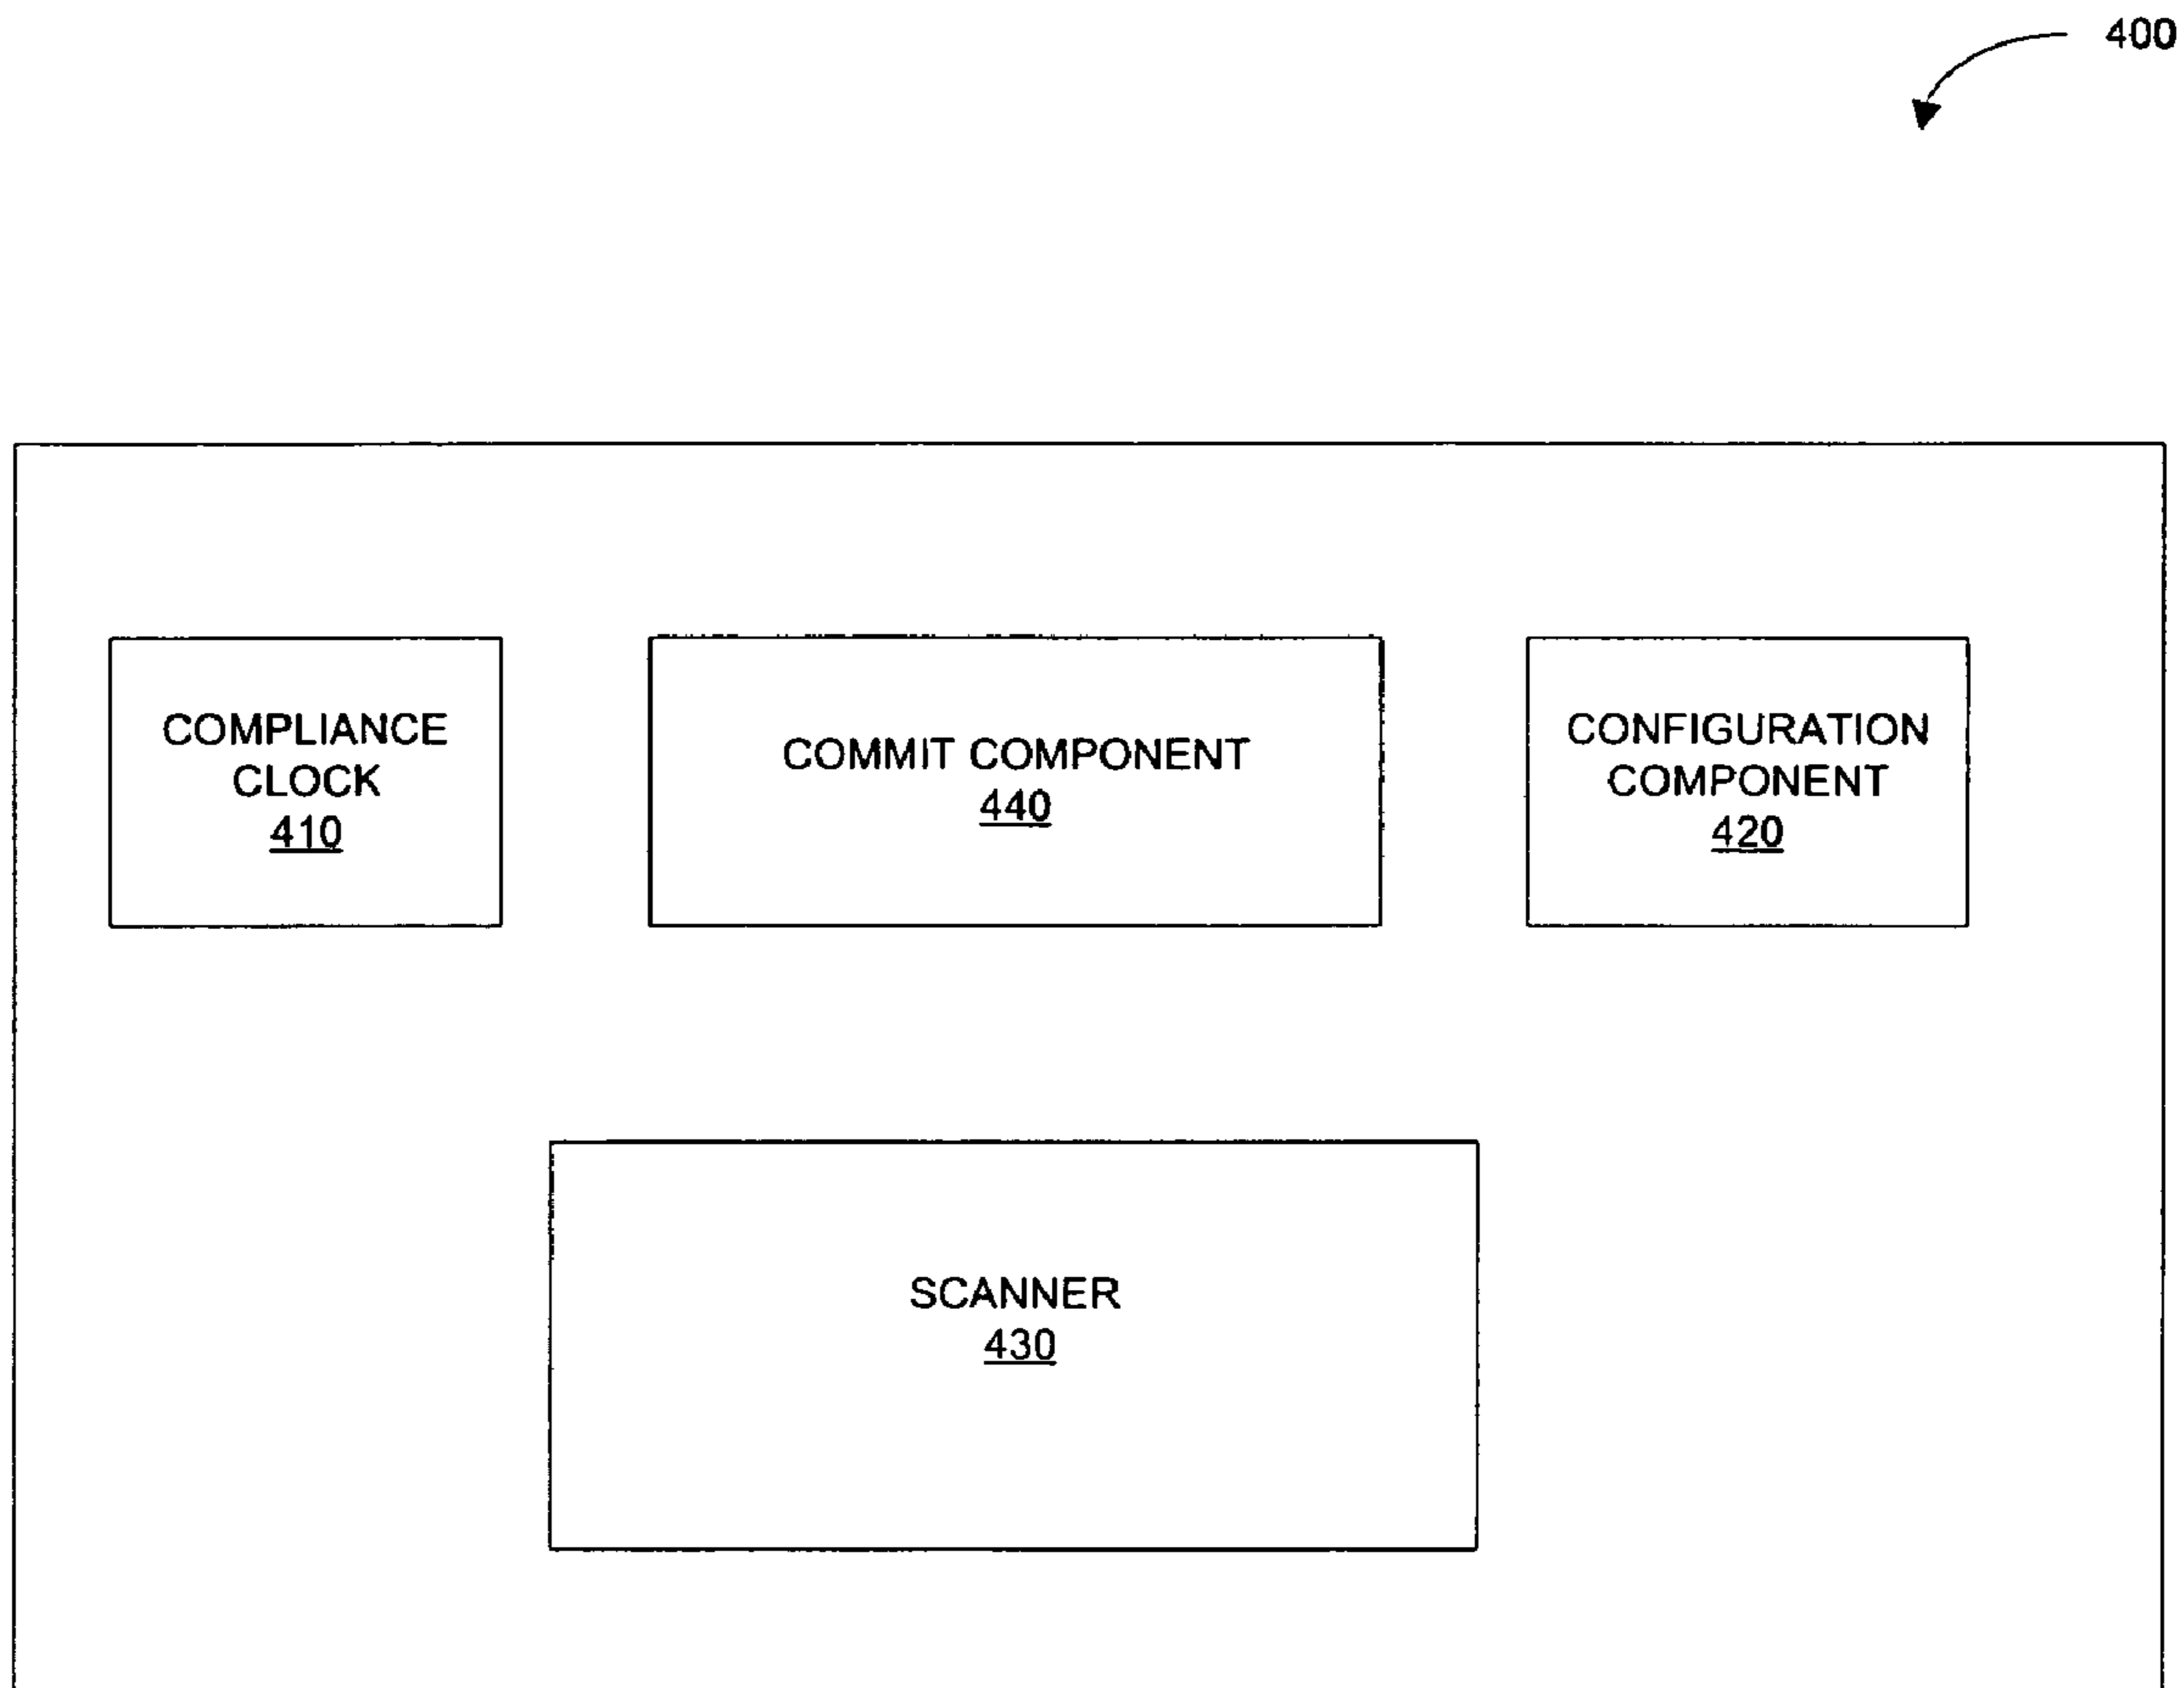 400
COMPLIANCE
CLOCK
410
COMMIT COMPONENT
440
CONFIGURATION
COMPONENT
420
SCANNER
430